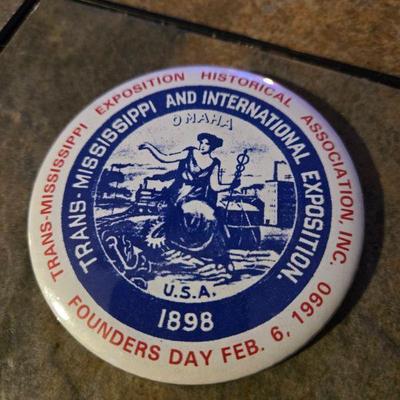 TRANS-MISSISSIPPI EXPOSITION HISTORICAL ASSOCIATION, INC.
TRANS-MISSISSIPPI AND INTERNATIONAL EXPOSITION.
OMAHA
U.S.A.
1898
FOUNDERS DAY FEB. 6, 1990